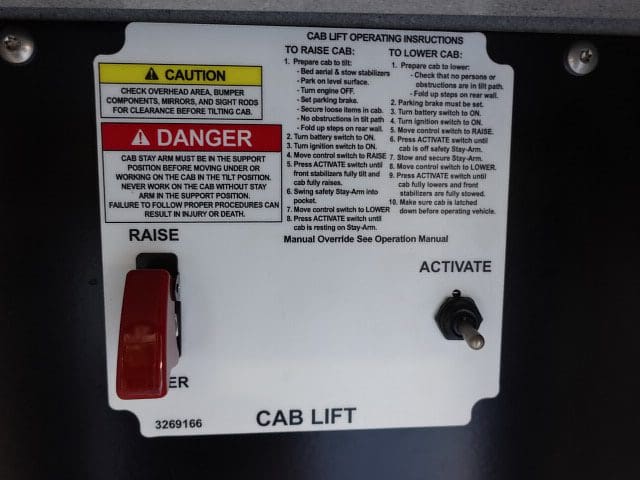 CAB LIFT OPERATING INSRUCTIONS
CAUTION
CHECK OVERHEAD AREA, BUMPER
COMPONENTS, MIRRORS, AND SIGHT RODS
FOR CLEARANCE BEFORE TILTING CAB.
DANGER
CAB STAY ARM MUST BE IN THE SUPPORT
POSITION BEFORE MOVING UNDER OR
WORKING ON THE CAB IN THE TILT POSITION.
NEVER WORK ON THE CAB WITHOUT STAY
ARM IN THE SUPPORT POSITION.
FAILURE TO FOLLOW PROPER PROCEDURES CAN
RESULT IN INJURY OR DEATH.
TO RAISE CAB:
1. Prepare cab to tilt:
- Bed aerial & stow stabilizers
- Park on level surface.
- Turn engine OFF.
- Set parking brake.
- Secure loose items in cab.
- No obstructions in tilt path
- Fold up steps on rear wall.
2. Turn battery switch to ON.
3. Turn ignition switch to ON.
4. Move control switch to RAISE
5. Press ACTIVATE switch until
front stabilizers fully tilt and
cab fully raises.
6. Swing safety Stay-Arm into
pocket.
7. Move control switch to LOWER
8. Press ACTIVATE switch until
cab is resting on Stay-Arm.
TO LOWER CAB:
1. Prepare cab to lower:
- Check that no persons or
obstructions are in tilt path.
- Fold up steps on rear wall.
2. Parking brake must be set.
3. Turn battery switch to ON.
4. Turn ignition switch to ON.
5. Move control switch to RAISE.
6. Press ACTIVATE switch until
cab is off safety Stay-Arm.
7. Stow and secure Stay-Arm.
8. Move control switch to LOWER.
9. Press ACTIVATE switch until
cab fully lowers and front
stabilizers are fully stowed.
10. Make sure cab is latched
down before operating vehicle.
Manual Override See Operation Manual
RAISE
ACTIVATE
ER
3269166
CAB LIFT